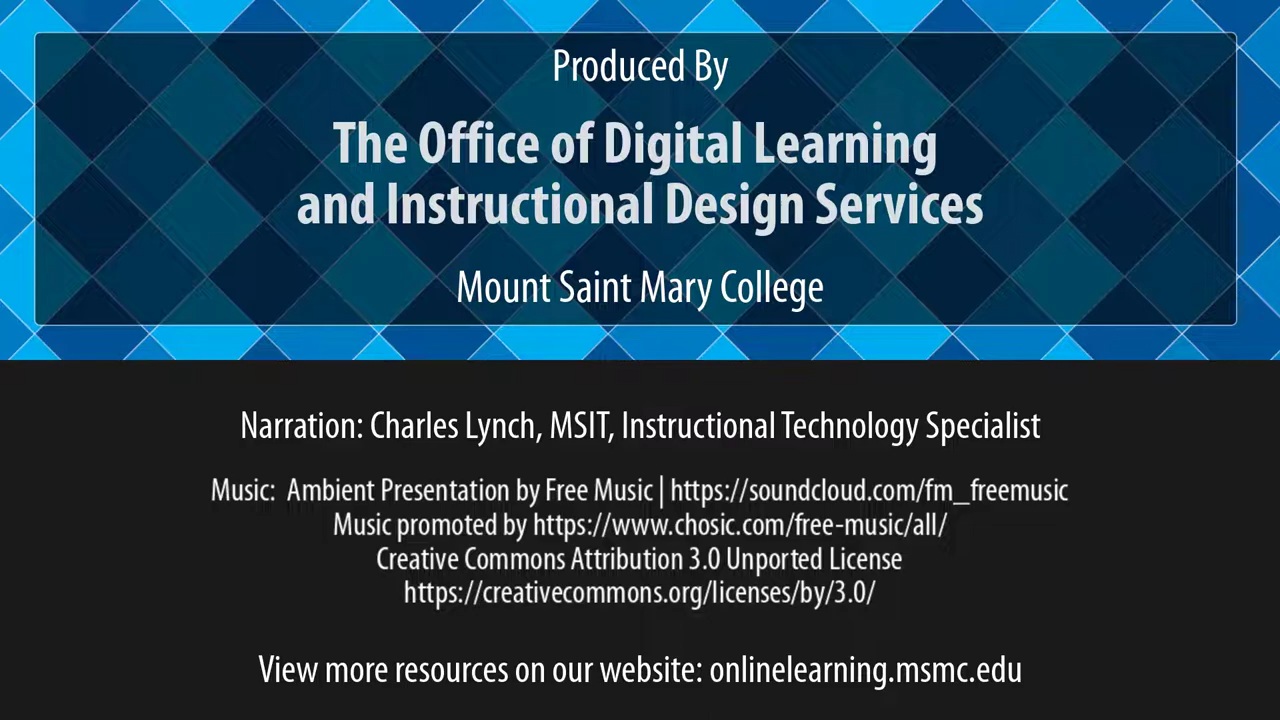 Produced By
The Office of Digital Learning
and Instructional Design Services
Mount Saint Mary College
Narration: Charles Lynch, MSIT, Instructional Technology Specialist
Music:  Ambient Presentation by Free Music | https://soundcloud.com/fm_freemusic
Music promoted by https://www.chosic.com/free-music/all/
Creative Commons Attribution 3.0 Unported License
https://creativecommons.org/licenses/by/3.0/
View more resources on our website: onlinelearning.msmc.edu